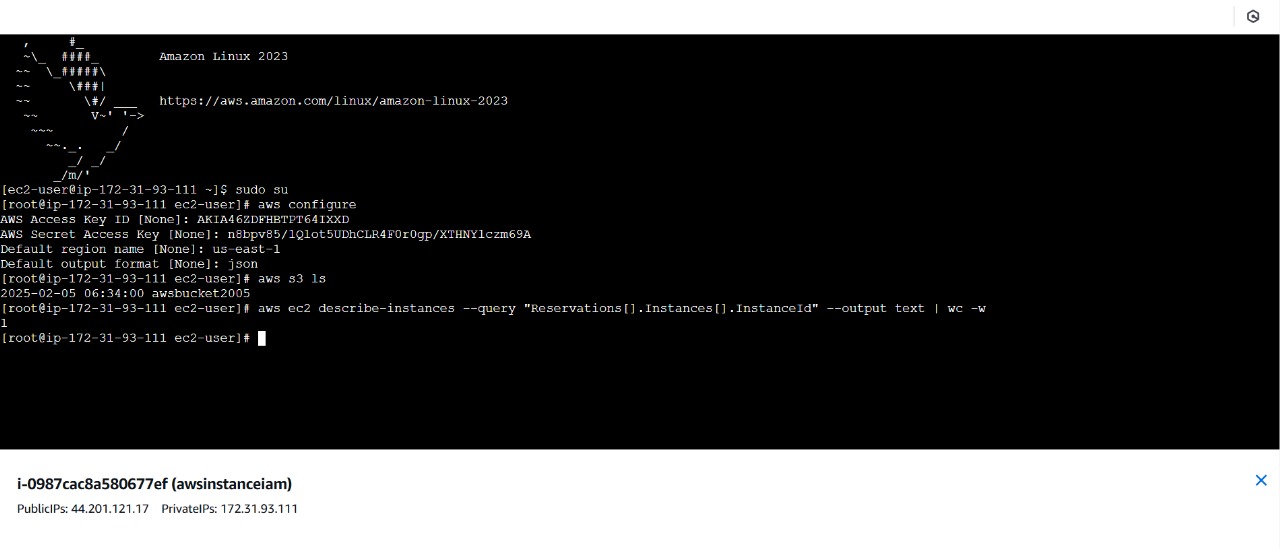 Amazon Linux 2023
https://aws.amazon.com/linux/amazon-linux-2023
[ec2-user@ip-172-31-93-111 ~]$ sudo su
[root@ip-172-31-93-111 ec2-user]# aws configure
AWS Access Key ID [None]: AKIA46ZDFHBTPT64IXXD
AWS Secret Access Key [None]:
Default region name [None]: us-east-1
Default output format [None]: json
[root@ip-172-31-93-111 ec2-user]# aws s3 ls
2025-02-05 06:34:00 awsbucket2005
[root@ip-172-31-93-111 ec2-user]# aws ec2 describe-instances --query "Reservations[].Instances[].InstanceId" --output text | wc -w
1
[root@ip-172-31-93-111 ec2-user]#
i-0987cac8a580677ef (awsinstanceiam)
PublicIPs: 44.201.121.17 PrivateIPs: 172.31.93.111